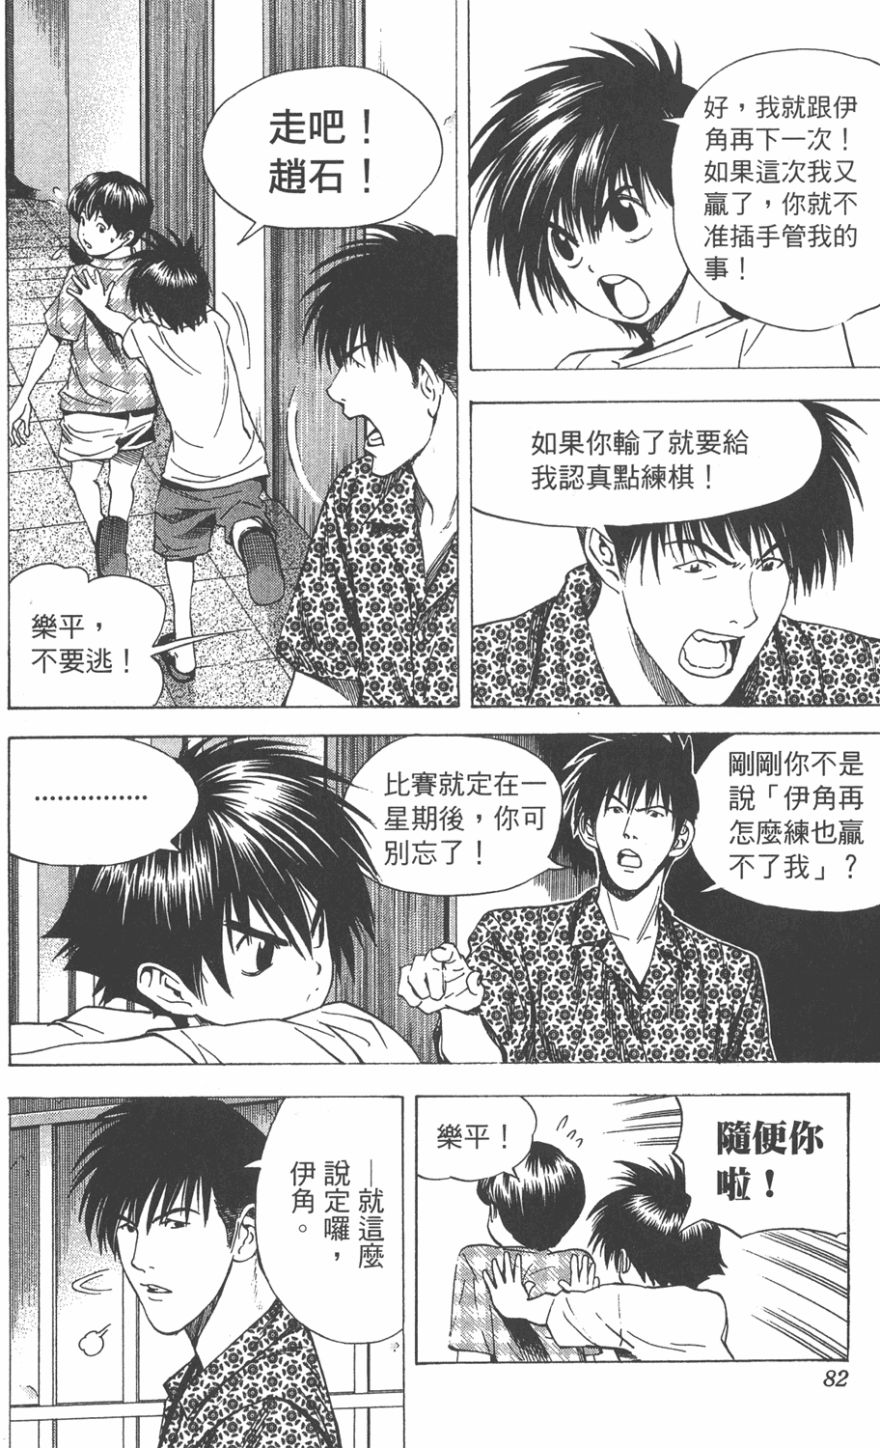 好，我就跟伊
角再下一次！
如果這次我又
贏了，你就不
准插手管我的
事！
如果你輸了就要給
我認真點練棋！
走吧！
趙石！
樂平，
不要逃！
剛剛你不是
說「伊角再
怎麼練也贏
不了我」？
比賽就定在一
星期後，你可
別忘了！
………………
隨便你
啦！
樂平！
—就這麼
說定囉，
伊角。
82